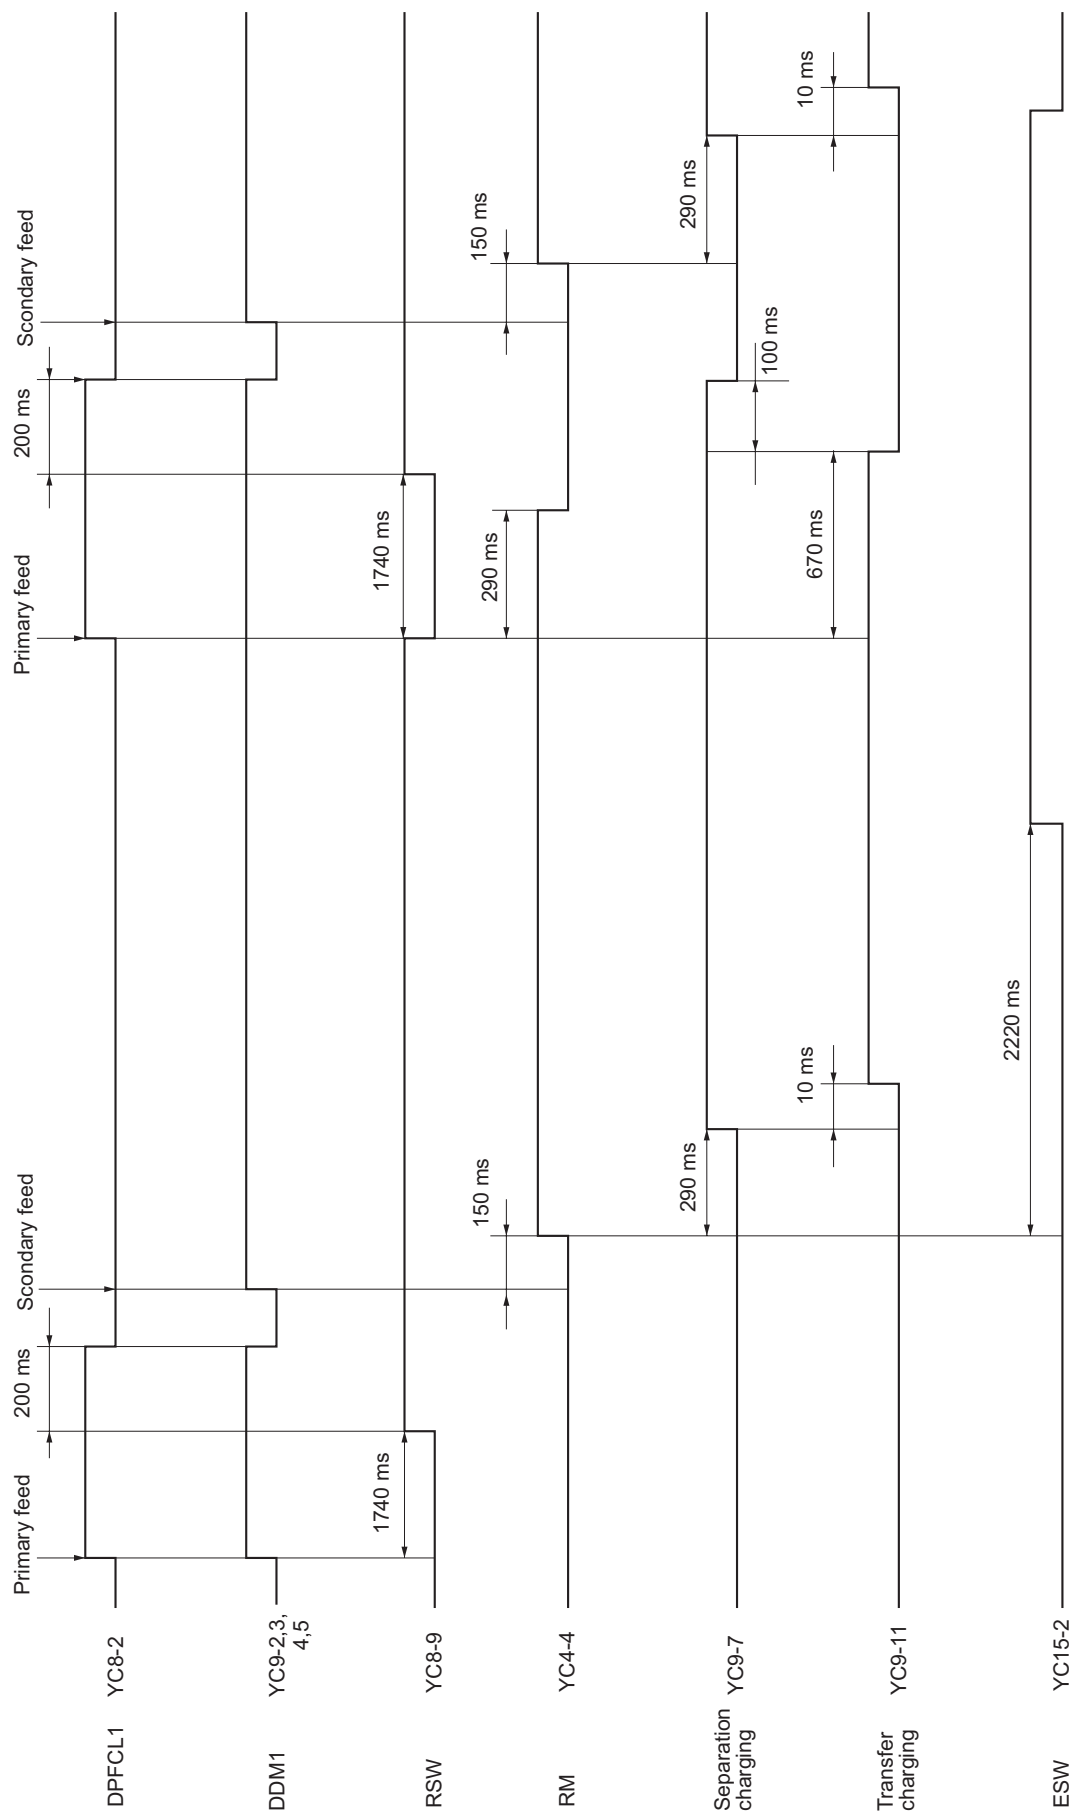 Primary feed
200 ms
Scondary feed
Primary feed
200 ms
Scondary feed
DPFCL1 YC8-2
DDM1 YC9-2,3,
4,5
RSW YC8-9
1740 ms
1740 ms
RM YC4-4
150 ms
290 ms
150 ms
Separation
charging
YC9-7
290 ms
100 ms
290 ms
Transfer
charging
YC9-11
10 ms
670 ms
10 ms
ESW YC15-2
2220 ms